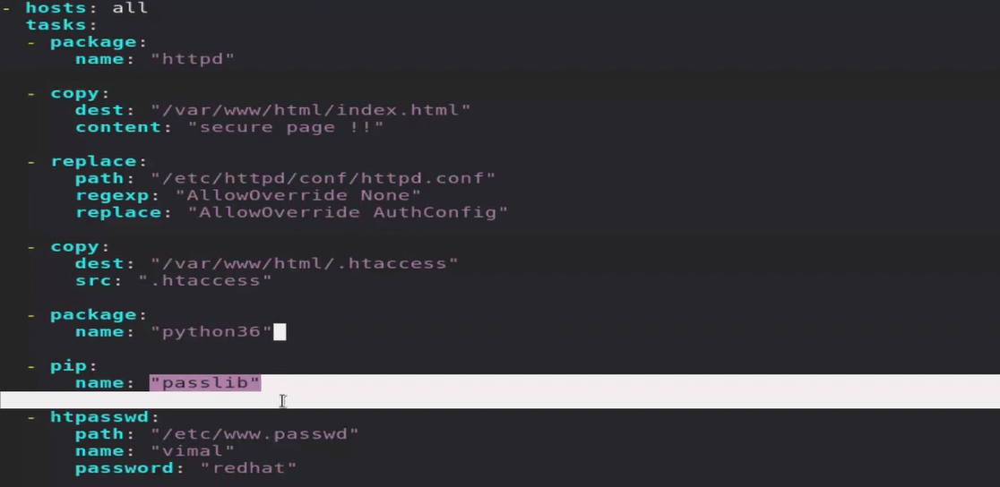 - hosts: all
  tasks:
  - package:
      name: "httpd"

  - copy:
      dest: "/var/www/html/index.html"
      content: "secure page !!"

  - replace:
      path: "/etc/httpd/conf/httpd.conf"
      regexp: "AllowOverride None"
      replace: "AllowOverride AuthConfig"

  - copy:
      dest: "/var/www/html/.htaccess"
      src: ".htaccess"

  - package:
      name: "python36"

  - pip:
      name: "passlib"

  - htpasswd:
      path: "/etc/www.passwd"
      name: "vimal"
      password: "redhat"